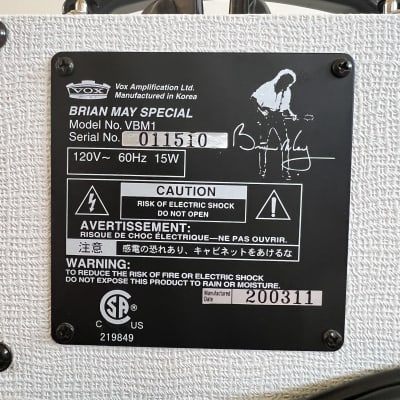 VOX
Vox Amplification Ltd.
Manufactured in Korea
BRIAN MAY SPECIAL
Model No. VBM1
Serial No. 011510
Brian May
120V~ 60Hz 15W
CAUTION
RISK OF ELECTRIC SHOCK
DO NOT OPEN
AVERTISSEMENT:
RISQUE DE CHOC ÉLECTRIQUE—NE PAS OUVRIR.
注意 感電の恐れあり、キャビネットをあけるな
WARNING:
TO REDUCE THE RISK OF FIRE OR ELECTRIC SHOCK
DO NOT EXPOSE THIS PRODUCT TO RAIN OR MOISTURE.
Manufactured Date 200311
C US
219849